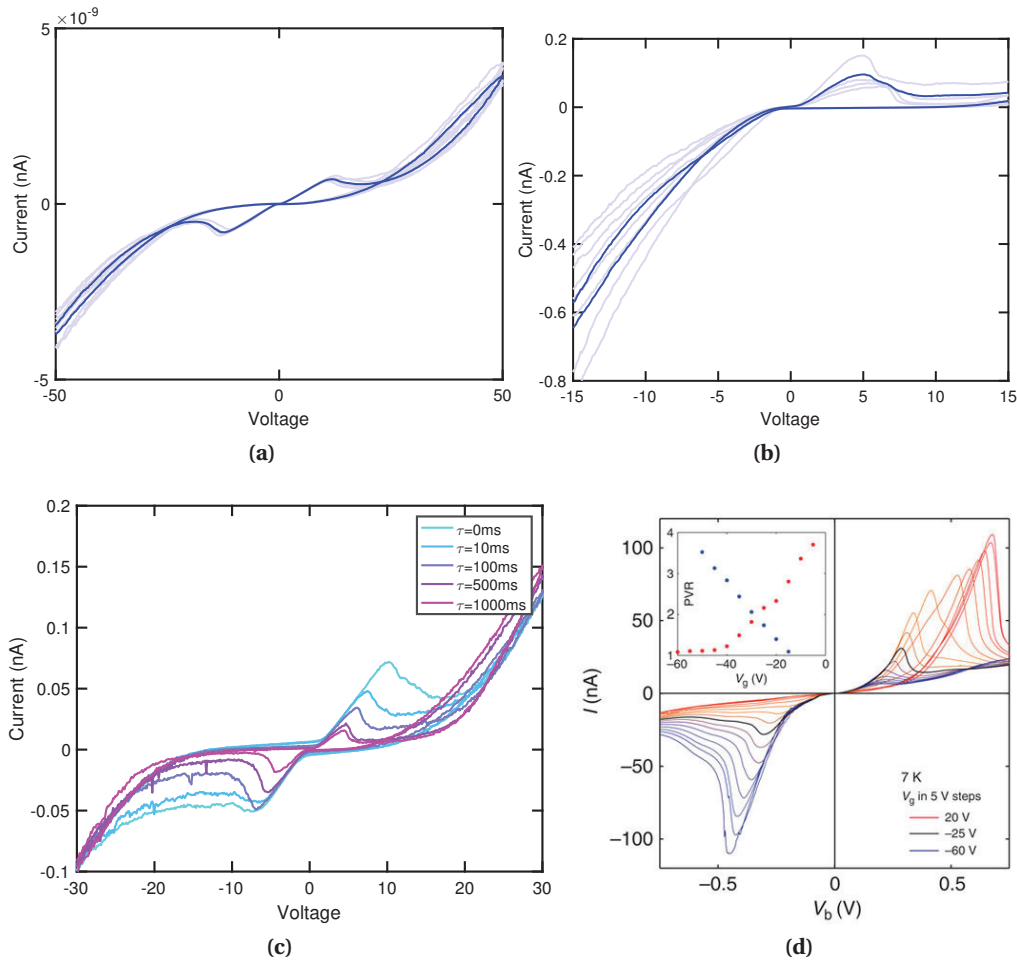 ×10⁻⁹
5
0
-5
Current (nA)
-50
0
50
Voltage
(a)
0.2
0
-0.2
-0.4
-0.6
-0.8
Current (nA)
-15
-10
-5
0
5
10
15
Voltage
(b)
0.2
0.15
0.1
0.05
0
-0.05
-0.1
Current (nA)
τ=0ms
τ=10ms
τ=100ms
τ=500ms
τ=1000ms
-30
-20
-10
0
10
20
30
Voltage
(c)
100
50
0
−50
−100
I (nA)
4
3
2
1
PVR
−60
−40
−20
0
Vg (V)
7 K
Vg in 5 V steps
20 V
−25 V
−60 V
−0.5
0
0.5
Vb (V)
(d)